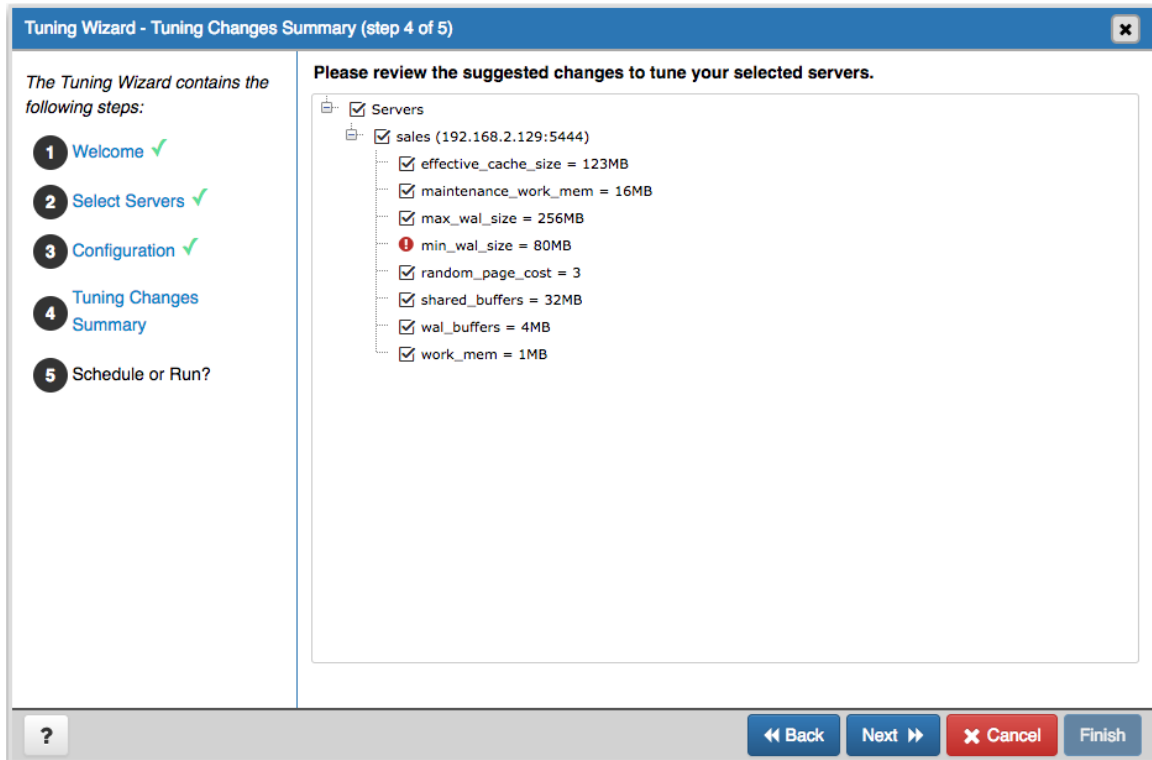 Tuning Wizard - Tuning Changes Summary (step 4 of 5)
The Tuning Wizard contains the
following steps:
1 Welcome
2 Select Servers
3 Configuration
4 Tuning Changes
Summary
5 Schedule or Run?
Please review the suggested changes to tune your selected servers.
Servers
sales (192.168.2.129:5444)
effective_cache_size = 123MB
maintenance_work_mem = 16MB
max_wal_size = 256MB
min_wal_size = 80MB
random_page_cost = 3
shared_buffers = 32MB
wal_buffers = 4MB
work_mem = 1MB
? Back Next Cancel Finish